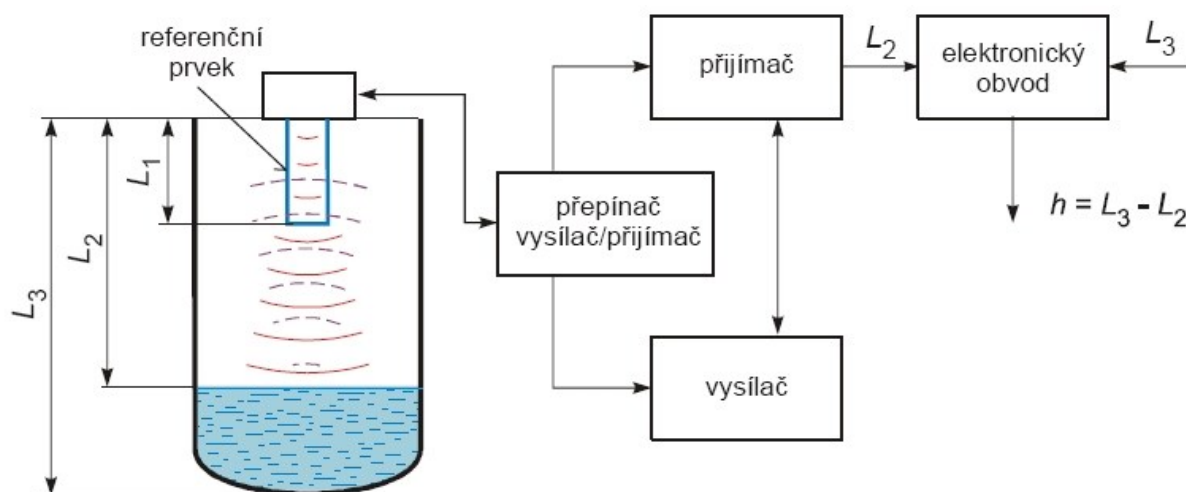 referenční
prvek
L1
L2
L3
přepínač
vysílač/přijímač
přijímač
vysílač
L2
elektronický
obvod
L3
h = L3 - L2